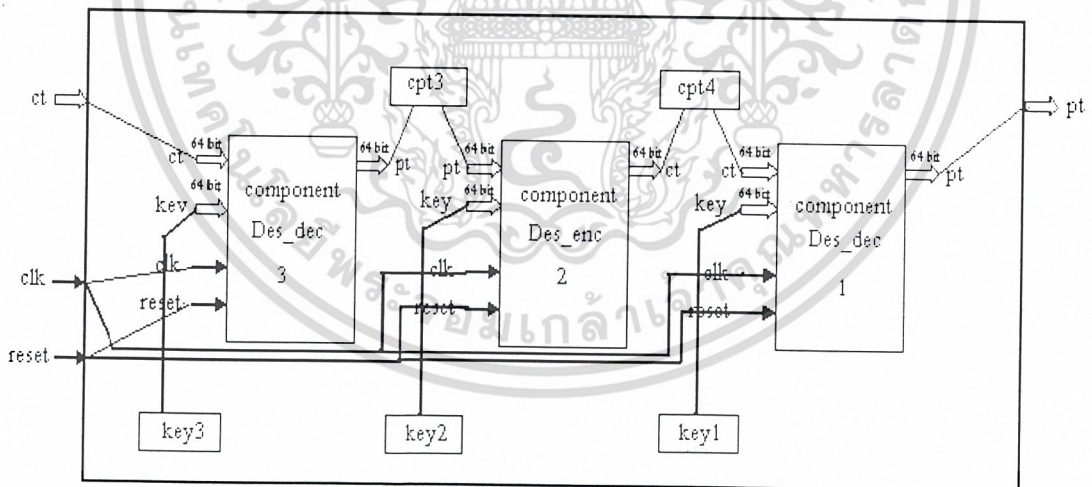 cpt3
cpt4
ct
pt
64 bit
ct
64 bit
key
clk
reset
component
Des_dec
3
64 bit
pt
64 bit
pt
64 bit
key
clk
reset
component
Des_enc
2
64 bit
ct
64 bit
ct
64 bit
key
clk
reset
component
Des_dec
1
64 bit
pt
clk
reset
key3
key2
key1